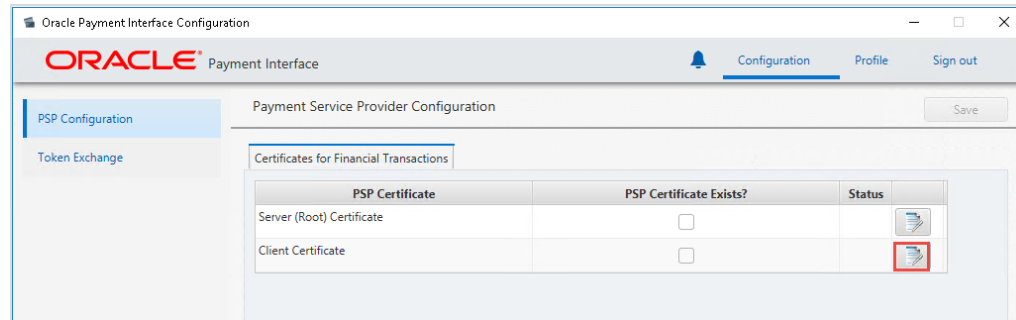 Oracle Payment Interface Configuration
ORACLE® Payment Interface
Configuration
Profile
Sign out
PSP Configuration
Token Exchange
Payment Service Provider Configuration
Save
Certificates for Financial Transactions
PSP Certificate
PSP Certificate Exists?
Status
Server (Root) Certificate
Client Certificate